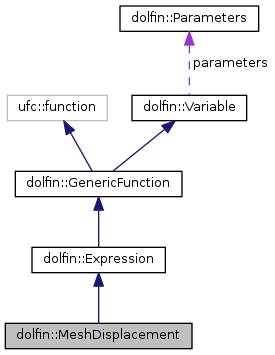 dolfin::Parameters
parameters
ufc::function
dolfin::Variable
dolfin::GenericFunction
dolfin::Expression
dolfin::MeshDisplacement